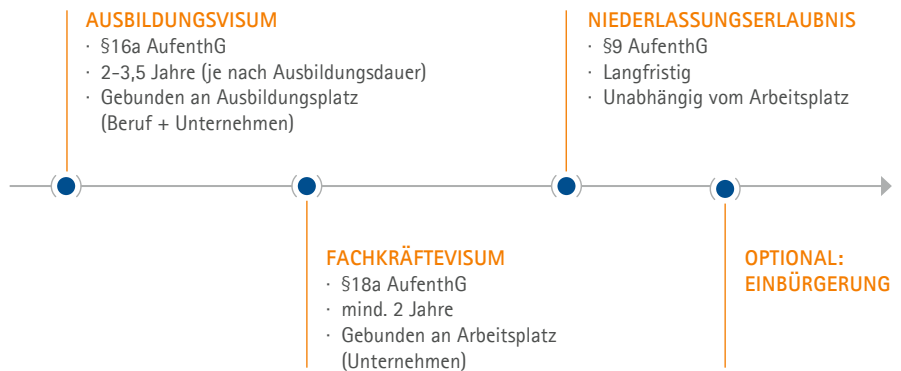 AUSBILDUNGSVISUM
· §16a AufenthG
· 2-3,5 Jahre (je nach Ausbildungsdauer)
· Gebunden an Ausbildungsplatz
(Beruf + Unternehmen)
NIEDERLASSUNGSERLAUBNIS
· §9 AufenthG
· Langfristig
· Unabhängig vom Arbeitsplatz
FACHKRÄFTEVISUM
· §18a AufenthG
· mind. 2 Jahre
· Gebunden an Arbeitsplatz
(Unternehmen)
OPTIONAL:
EINBÜRGERUNG